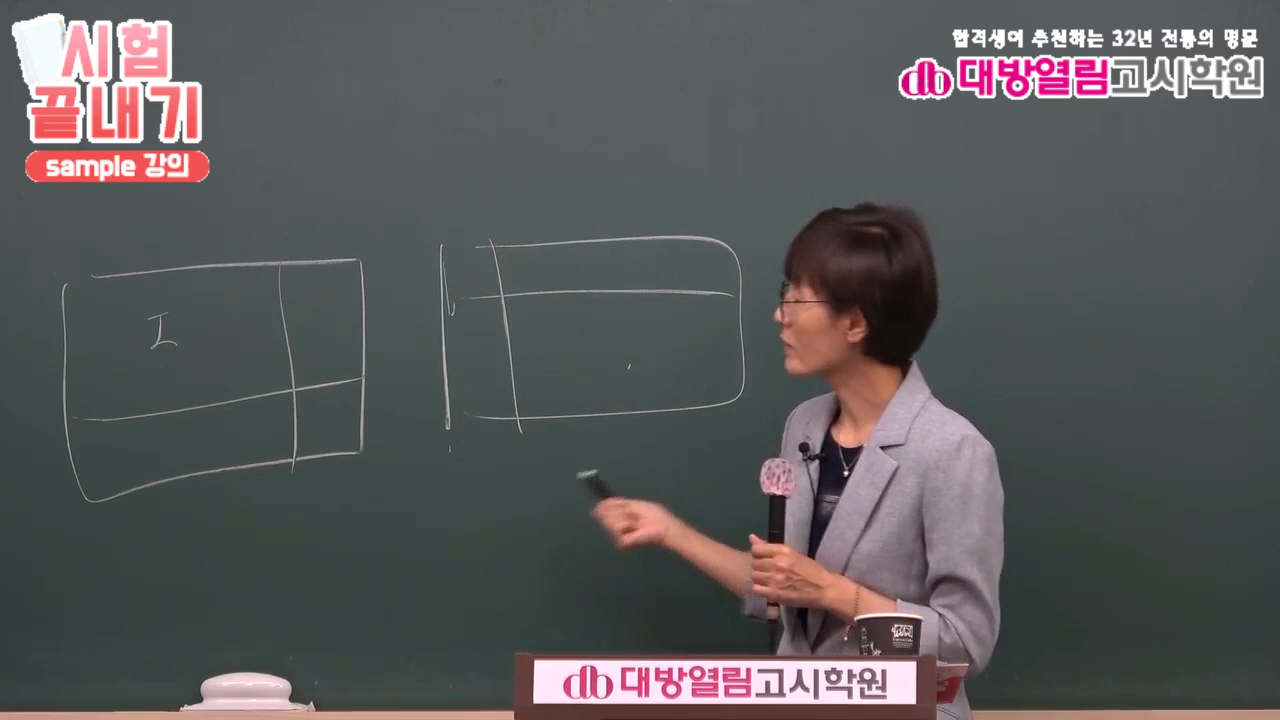 시험
끝내기
sample 강의
합격생이 추천하는 32년 전통의 명문
대방열림고시학원
I
대방열림고시학원